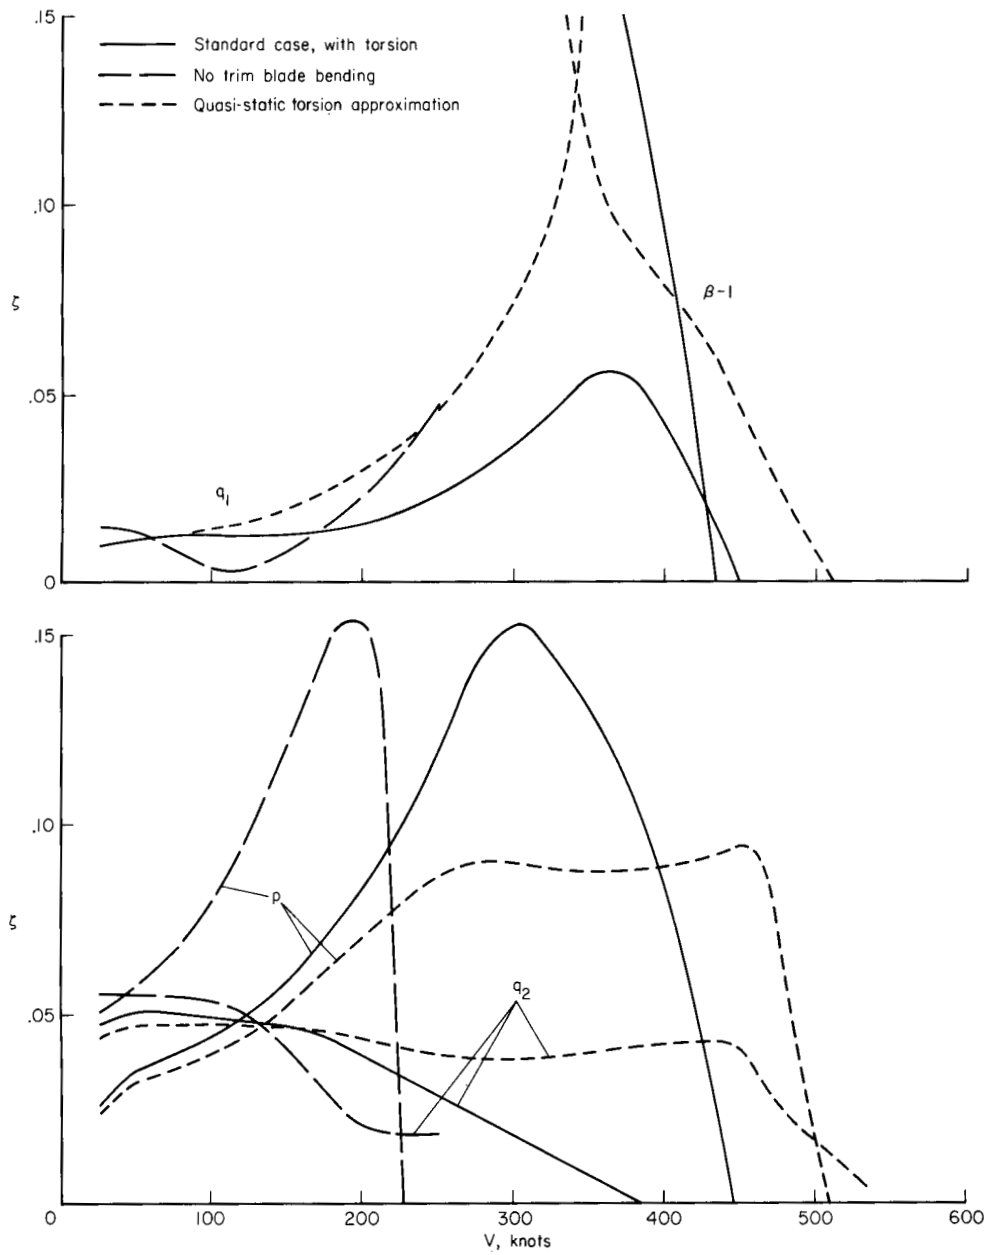 .15
Standard case, with torsion
No trim blade bending
Quasi-static torsion approximation
.10
ζ
β-1
.05
q1
0
.15
.10
p
ζ
q2
.05
0 100 200 300 400 500 600
V, knots